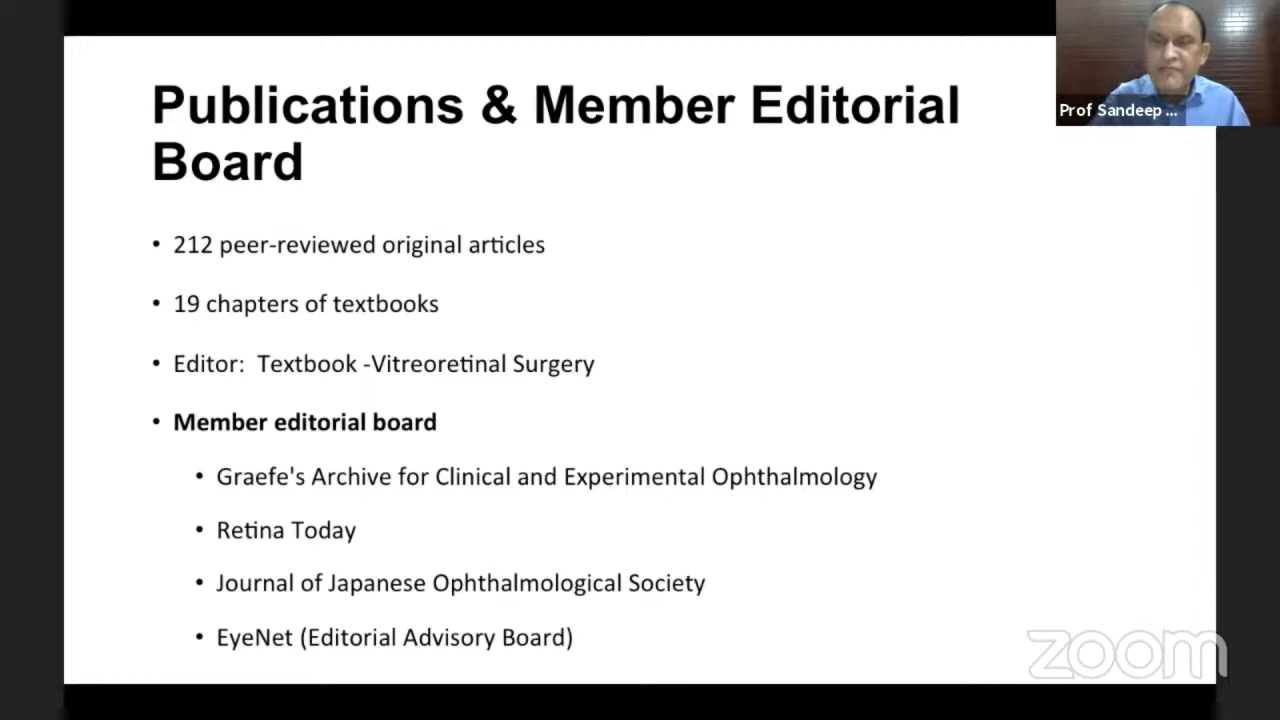 Publications & Member Editorial
Board
Prof Sandeep ...
• 212 peer-reviewed original articles
• 19 chapters of textbooks
• Editor:  Textbook -Vitreoretinal Surgery
• Member editorial board
• Graefe's Archive for Clinical and Experimental Ophthalmology
• Retina Today
• Journal of Japanese Ophthalmological Society
• EyeNet (Editorial Advisory Board)
zoom